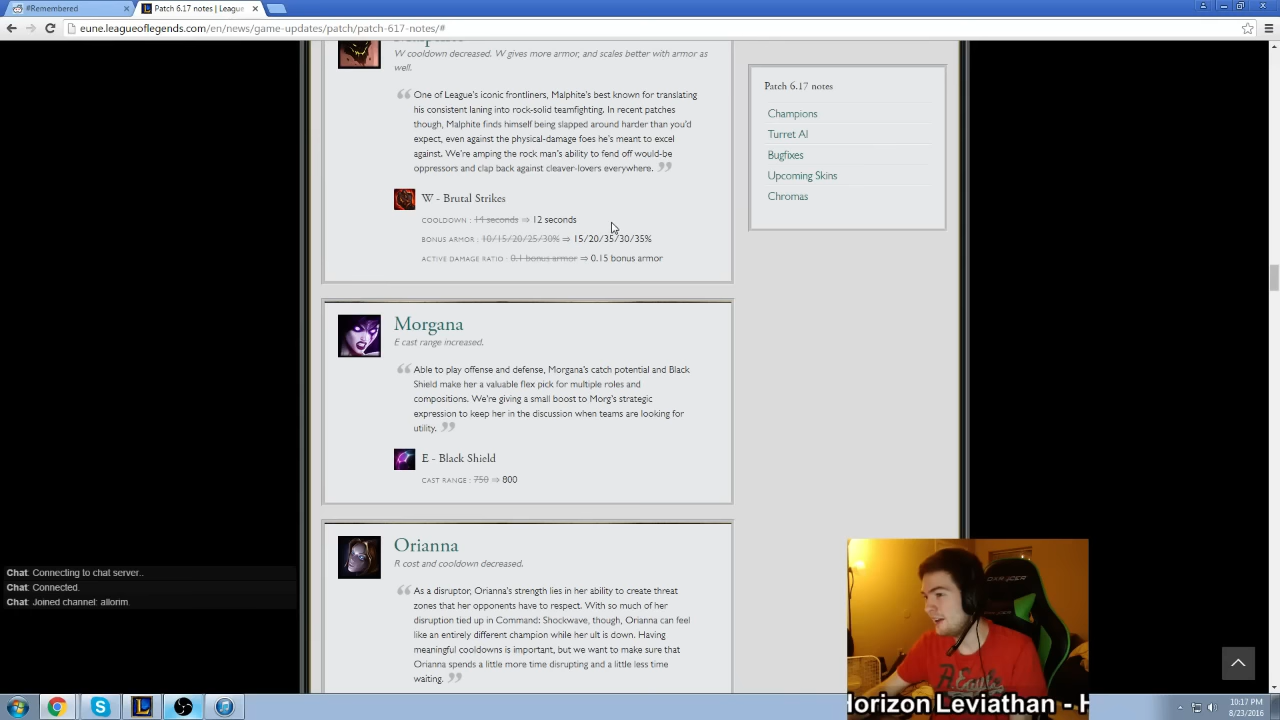 #Remembered
Patch 6.17 notes | Leagu
eune.leagueoflegends.com/en/news/game-updates/patch/patch-617-notes/#
W cooldown decreased. W gives more armor, and scales better with armor as
well.
One of League's iconic frontliners, Malphite's best known for translating
his consistent laning into rock-solid teamfighting. In recent patches
though, Malphite finds himself being slapped around harder than you'd
expect, even against the physical-damage foes he's meant to excel
against. We're amping the rock man's ability to fend off would-be
oppressors and clap back against cleaver-lovers everywhere.
W - Brutal Strikes
COOLDOWN : 14 seconds ⇒ 12 seconds
BONUS ARMOR : 10/15/20/25/30% ⇒ 15/20/35/30/35%
ACTIVE DAMAGE RATIO : 0.1 bonus armor ⇒ 0.15 bonus armor
Morgana
E cast range increased.
Able to play offense and defense, Morgana's catch potential and Black
Shield make her a valuable flex pick for multiple roles and
compositions. We're giving a small boost to Morg's strategic
expression to keep her in the discussion when teams are looking for
utility.
E - Black Shield
CAST RANGE : 750 ⇒ 800
Orianna
R cost and cooldown decreased.
As a disruptor, Orianna's strength lies in her ability to create threat
zones that her opponents have to respect. With so much of her
disruption tied up in Command: Shockwave, though, Orianna can feel
like an entirely different champion while her ult is down. Having
meaningful cooldowns is important, but we want to make sure that
Orianna spends a little more time disrupting and a little less time
waiting.
Patch 6.17 notes
Champions
Turret AI
Bugfixes
Upcoming Skins
Chromas
Chat: Connecting to chat server..
Chat: Connected.
Chat: Joined channel: allorim
Horizon Leviathan - H
10:17 PM
8/23/2016